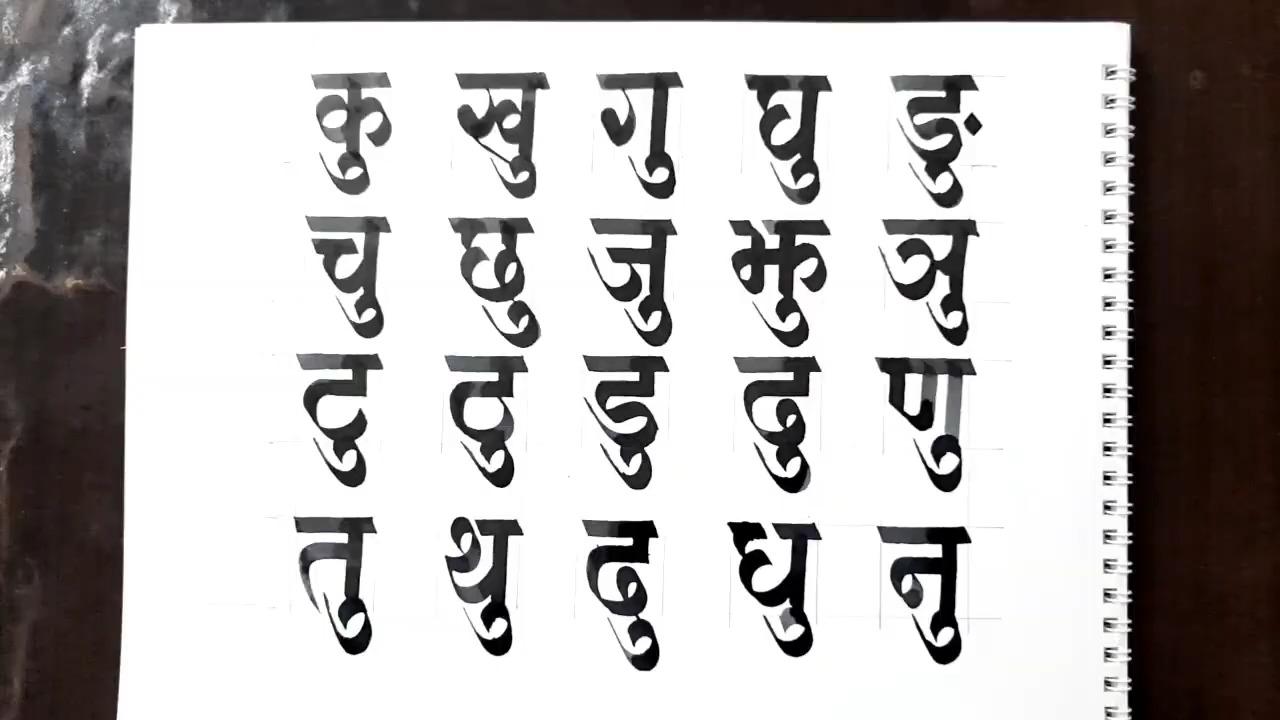 कु खु गु घु ङु
चु छु जु झु ञु
टु ठु डु ढु णु
तु थु दु धु नु